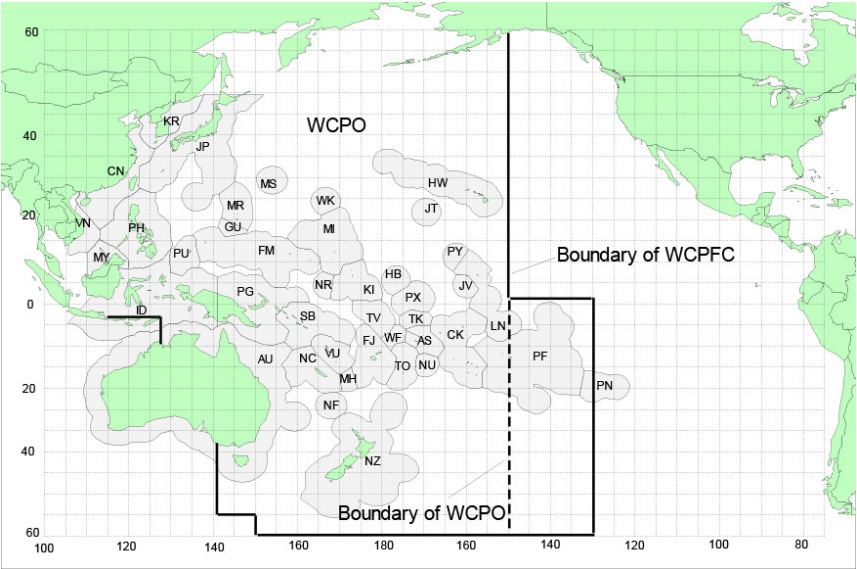 60
KR
40
WCPO
JP
CN
MS
HW
MR
WK
JT
20
VN
PH
GU
MI
MY
PU
FM
PY
Boundary of WCPFC
HB
NR
KI
JV
PG
PX
0
ID
SB
TV
TK
LN
CK
FJ
WF
AS
AU
NC
VU
PF
TO
NU
MH
20
PN
NF
40
NZ
Boundary of WCPO
60
100
120
140
160
180
160
140
120
100
80